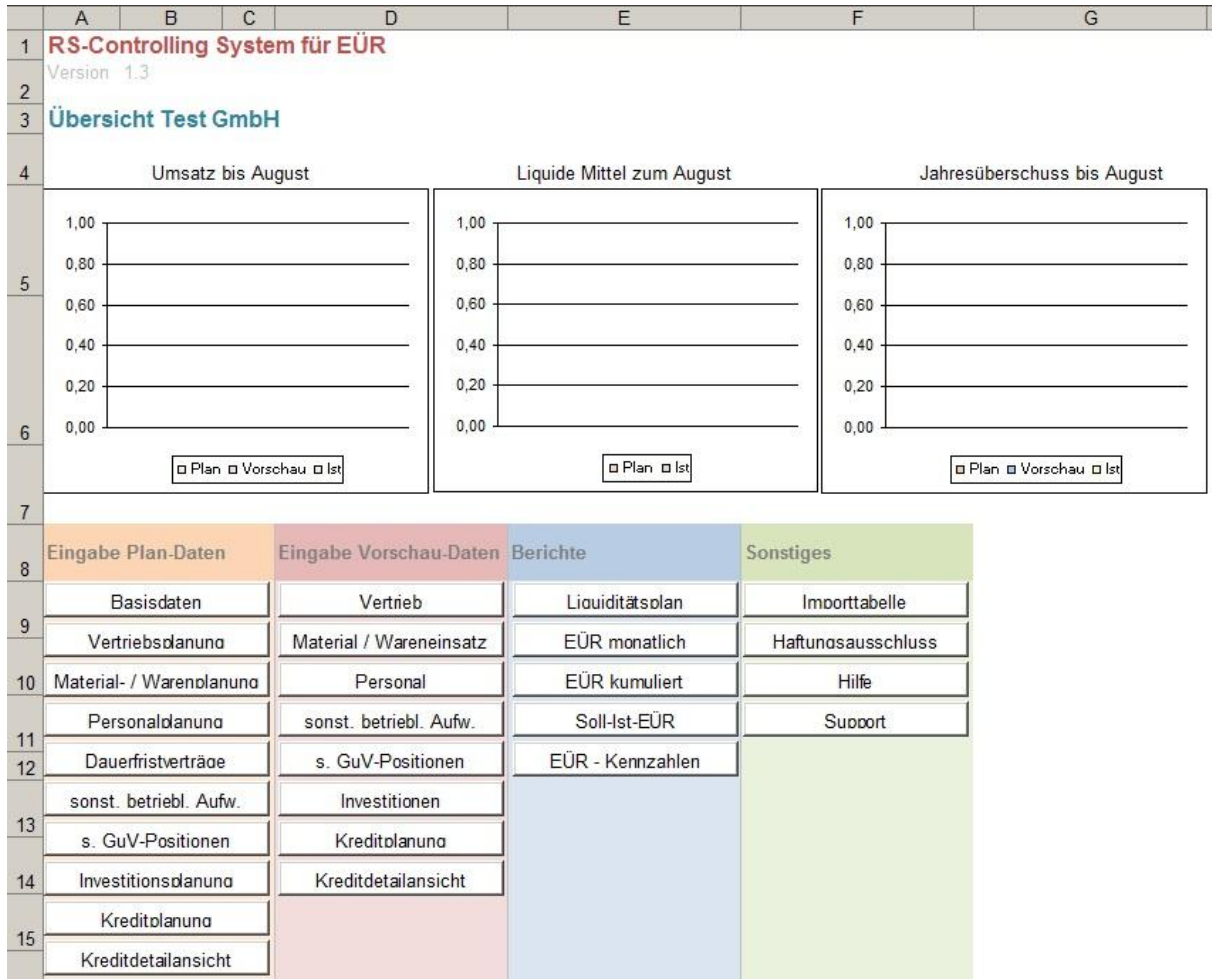 A B C D E F G
1 RS-Controlling System für EÜR
Version 1.3
2
3 Übersicht Test GmbH
4 Umsatz bis August Liquide Mittel zum August Jahresüberschuss bis August
1,00 1,00 1,00
0,80 0,80 0,80
5
0,60 0,60 0,60
0,40 0,40 0,40
0,20 0,20 0,20
6 0,00 0,00 0,00
Plan Vorschau Ist Plan Ist Plan Vorschau Ist
7
8 Eingabe Plan-Daten Eingabe Vorschau-Daten Berichte Sonstiges
Basisdaten Vertrieb Liquiditätsplan Importtabelle
9
Vertriebsplanung Material / Wareneinsatz EÜR monatlich Haftungsausschluss
10 Material- / Warenplanung Personal EÜR kumuliert Hilfe
Personalplanung sonst. betriebl. Aufw. Soll-Ist-EÜR Support
11
12 Dauerfristverträge s. GuV-Positionen EÜR - Kennzahlen
sonst. betriebl. Aufw. Investitionen
13
s. GuV-Positionen Kreditplanung
14 Investitionsplanung Kreditdetailansicht
Kreditplanung
15
Kreditdetailansicht